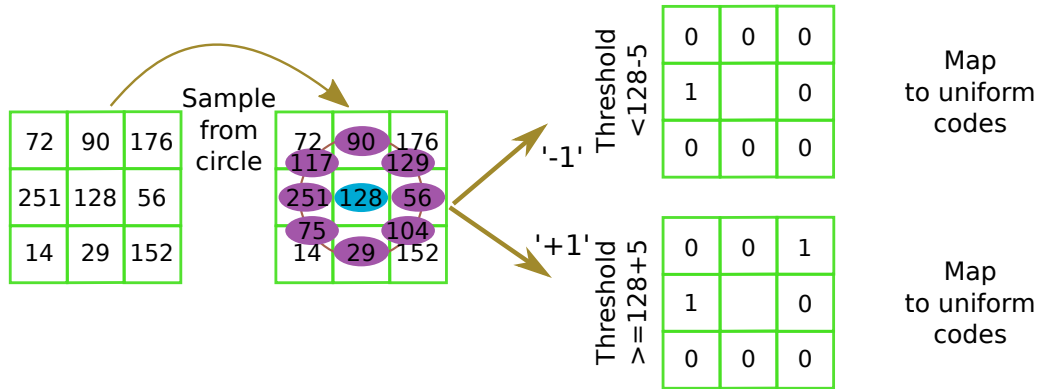 72 90 176
251 128 56
14 29 152
Sample
from
circle
72 90 176
117 129
251 128 56
75 104
14 29 152
'-1'
'+1'
Threshold
<128-5
0 0 0
1 0
0 0 0
Map
to uniform
codes
Threshold
>=128+5
0 0 1
1 0
0 0 0
Map
to uniform
codes